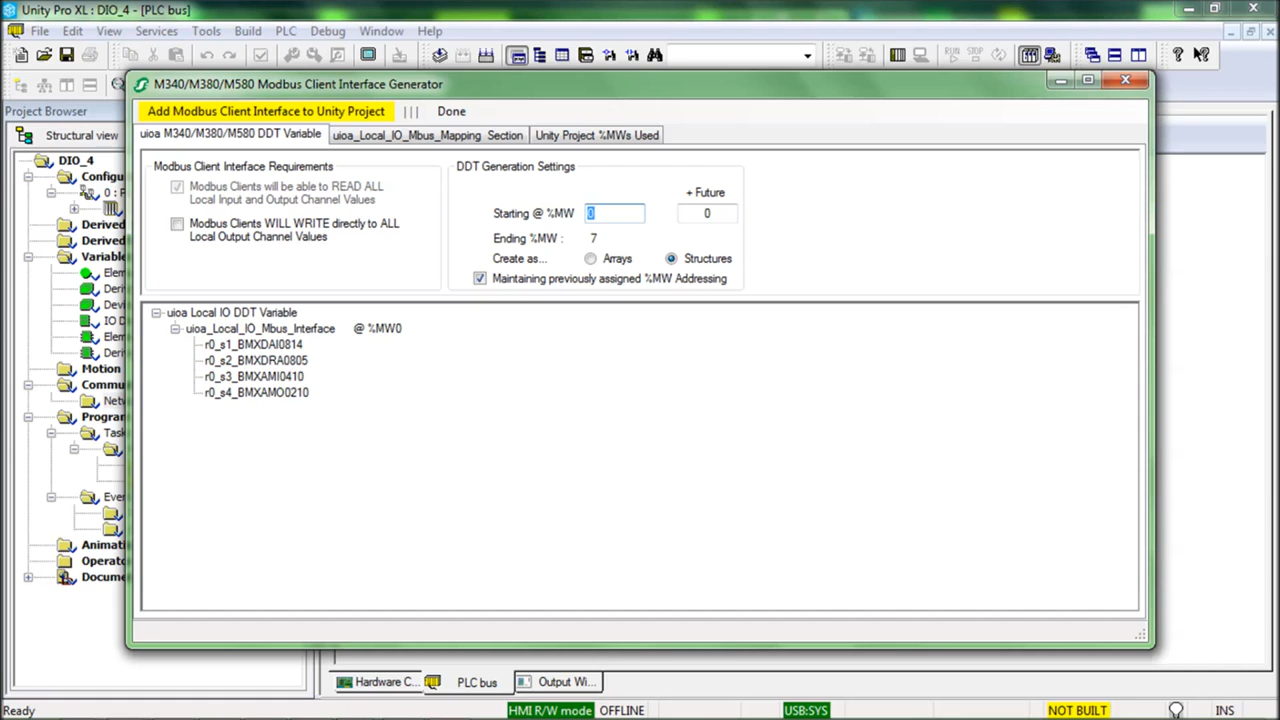 Unity Pro XL : DIO_4 - [PLC bus]
File Edit View Services Tools Build PLC Debug Window Help
M340/M380/M580 Modbus Client Interface Generator
Project Browser
Add Modbus Client Interface to Unity Project ||| Done
Structural view
uioa M340/M380/M580 DDT Variable
uioa_Local_IO_Mbus_Mapping Section
Unity Project %MWs Used
DIO_4
Configu
0 :
Derived
Derived
Variable
Elem
Deri
Devi
IO D
Elem
Deri
Motion
Commu
Netv
Progran
Task
Even
Animati
Operato
Docume
Modbus Client Interface Requirements
Modbus Clients will be able to READ ALL
Local Input and Output Channel Values
Modbus Clients WILL WRITE directly to ALL
Local Output Channel Values
DDT Generation Settings
+ Future
Starting @ %MW 0 0
Ending %MW : 7
Create as... Arrays Structures
Maintaining previously assigned %MW Addressing
uioa Local IO DDT Variable
uioa_Local_IO_Mbus_Interface @ %MW0
r0_s1_BMXDAI0814
r0_s2_BMXDRA0805
r0_s3_BMXAMI0410
r0_s4_BMXAMO0210
Hardware C... PLC bus Output Wi...
Ready HMI R/W mode OFFLINE USB:SYS NOT BUILT INS